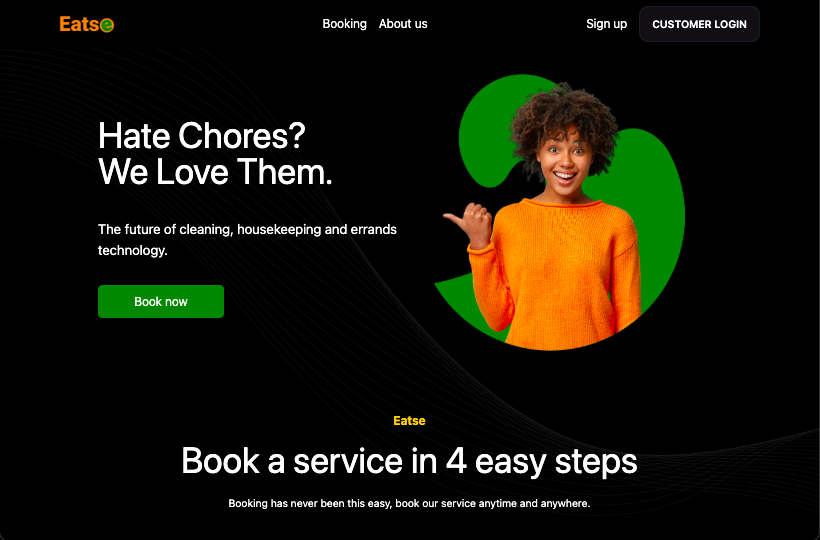 Eatse
Booking
About us
Sign up
CUSTOMER LOGIN
Hate Chores?
We Love Them.
The future of cleaning, housekeeping and errands
technology.
Book now
Eatse
Book a service in 4 easy steps
Booking has never been this easy, book our service anytime and anywhere.